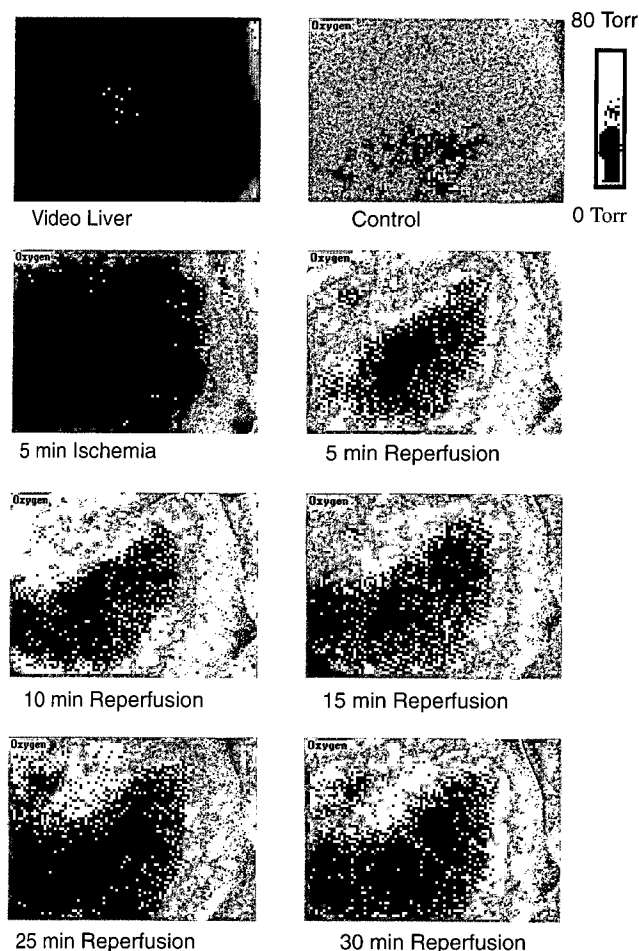 80 Torr
Oxygen
0 Torr
Video Liver
Control
Oxygen
Oxygen
5 min Ischemia
5 min Reperfusion
Oxygen
Oxygen
10 min Reperfusion
15 min Reperfusion
Oxygen
Oxygen
25 min Reperfusion
30 min Reperfusion